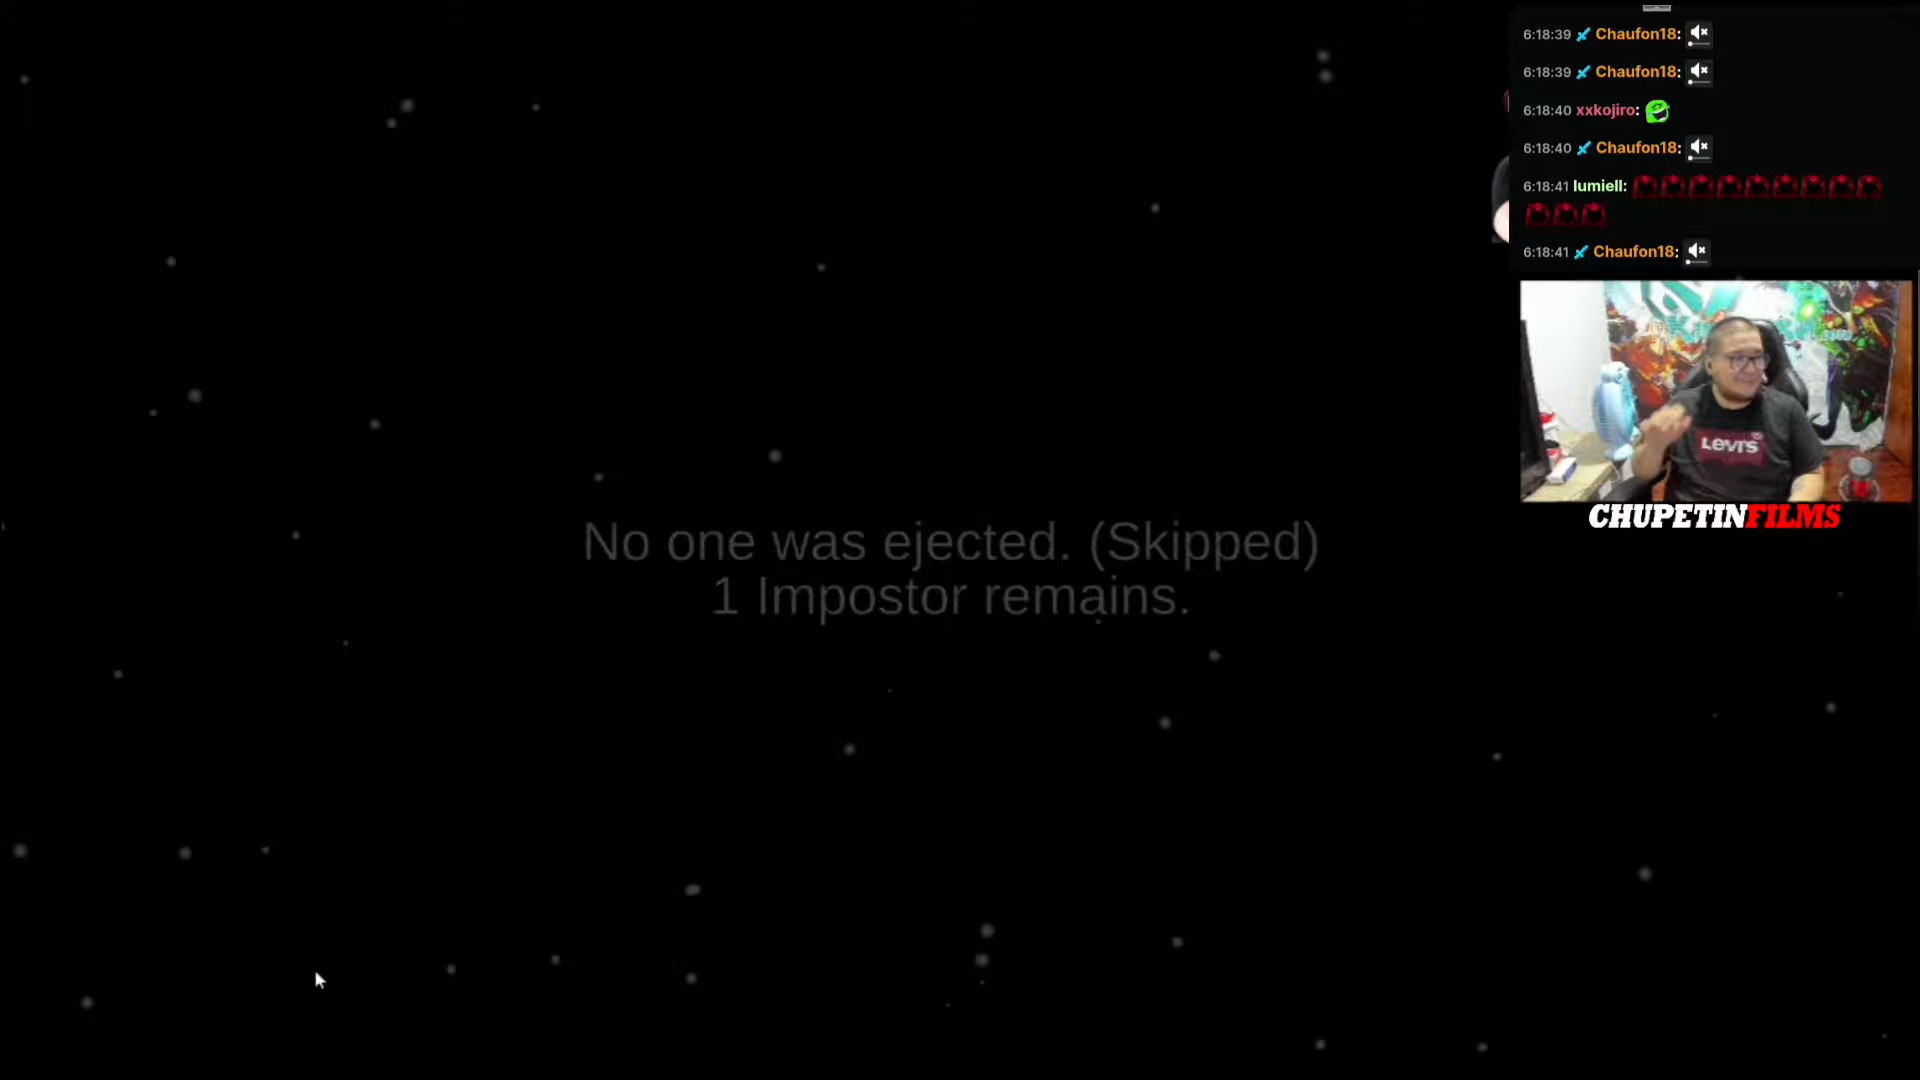 6:18:39 Chaufon18:
6:18:39 Chaufon18:
6:18:40 xxkojiro:
6:18:40 Chaufon18:
6:18:41 lumiell:
6:18:41 Chaufon18:
Levi's
CHUPETINFILMS
No one was ejected. (Skipped)
1 Impostor remains.